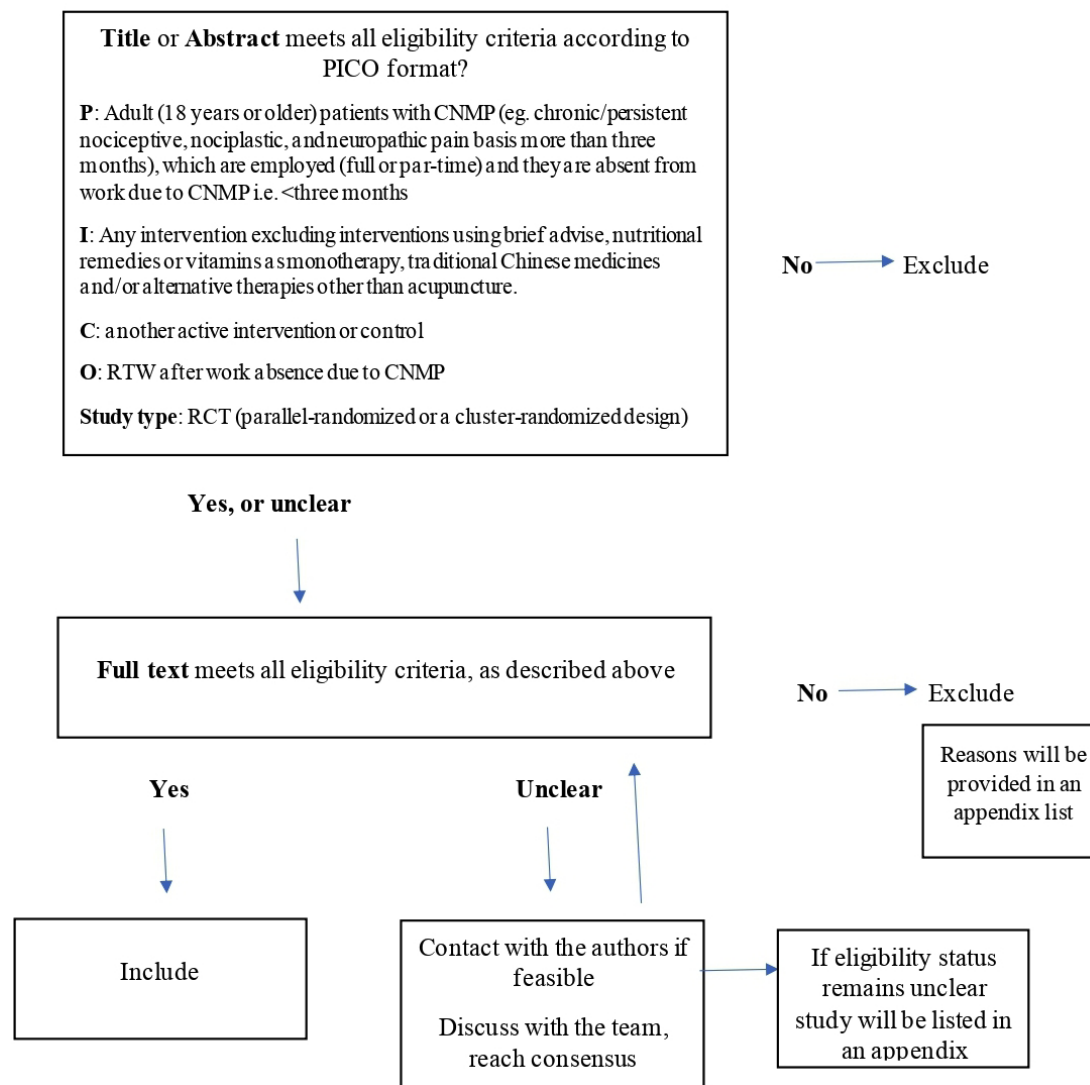 Title or Abstract meets all eligibility criteria according to
PICO format?
P: Adult (18 years or older) patients with CNMP (eg. chronic/persistent
nociceptive, nociplastic, and neuropathic pain basis more than three
months), which are employed (full or par-time) and they are absent from
work due to CNMP i.e. <three months
I: Any intervention excluding interventions using brief advise, nutritional
remedies or vitamins as monotherapy, traditional Chinese medicines
and/or alternative therapies other than acupuncture.
C: another active intervention or control
O: RTW after work absence due to CNMP
Study type: RCT (parallel-randomized or a cluster-randomized design)
No
Exclude
Yes, or unclear
Full text meets all eligibility criteria, as described above
No
Exclude
Reasons will be
provided in an
appendix list
Yes
Unclear
Include
Contact with the authors if
feasible
Discuss with the team,
reach consensus
If eligibility status
remains unclear
study will be listed in
an appendix